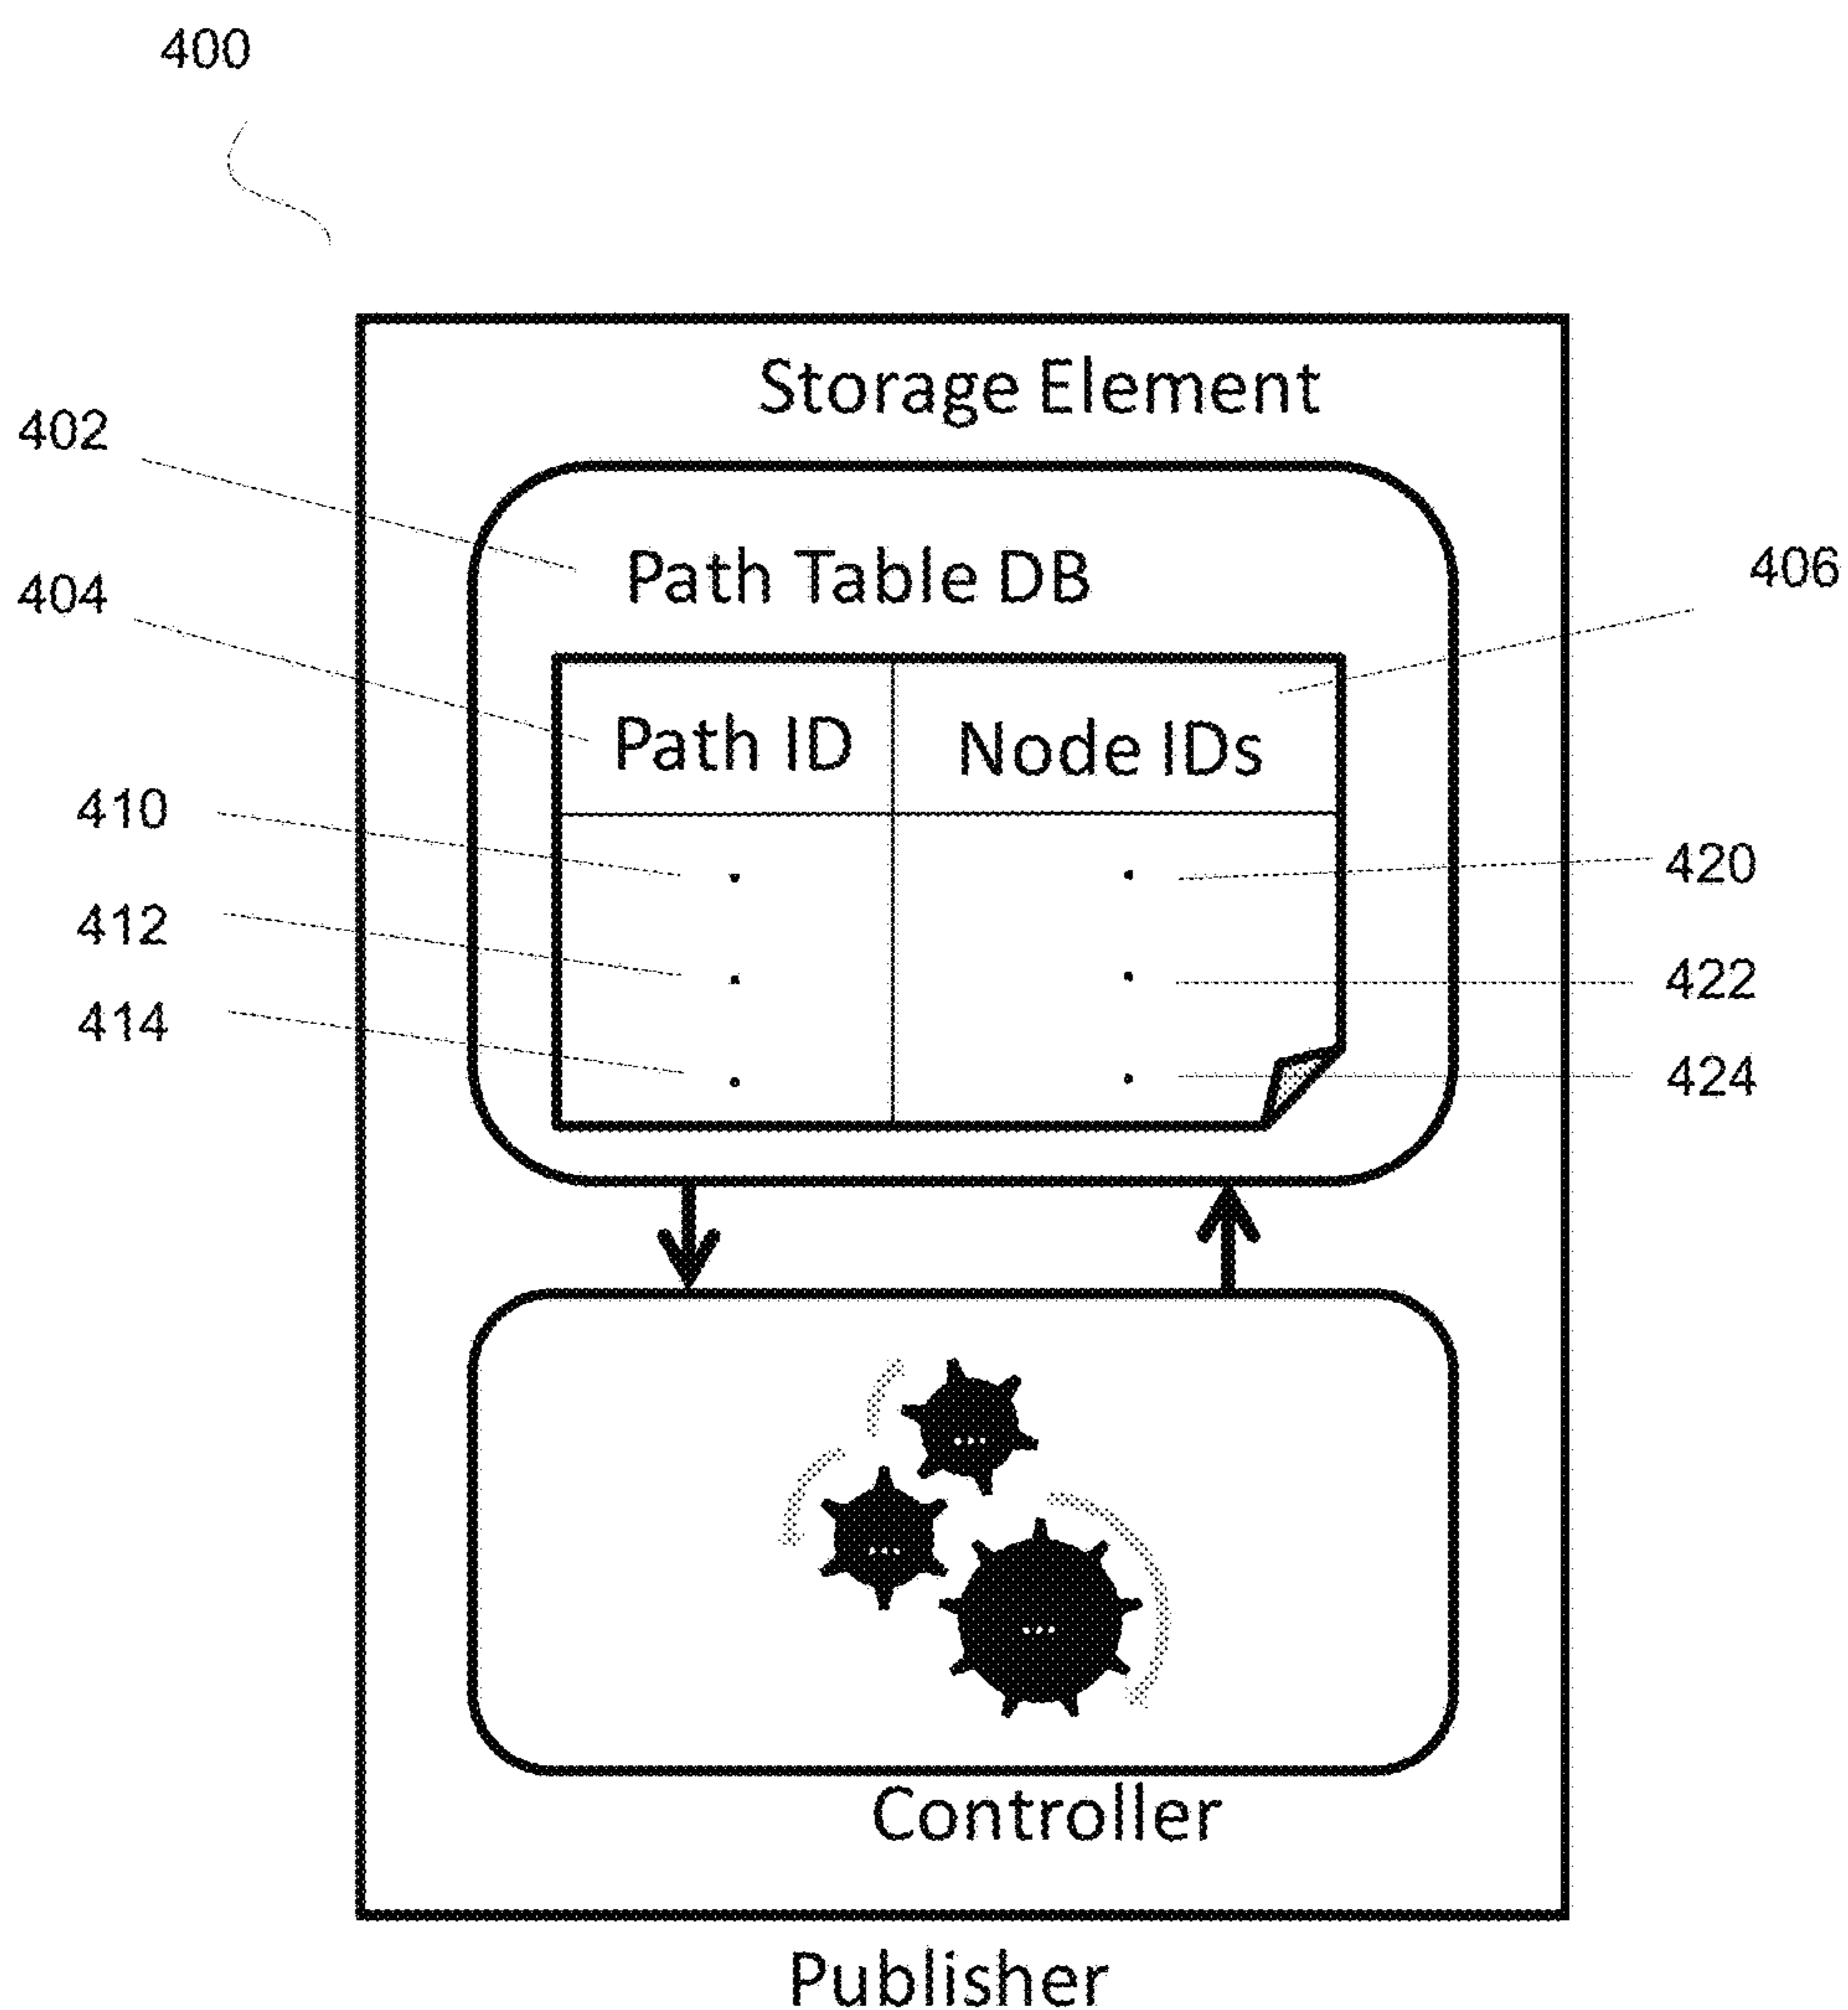 400
Storage Element
402
Path Table DB
406
404
Path ID
Node IDs
410
420
412
422
414
424
...
...
...
Controller
Publisher